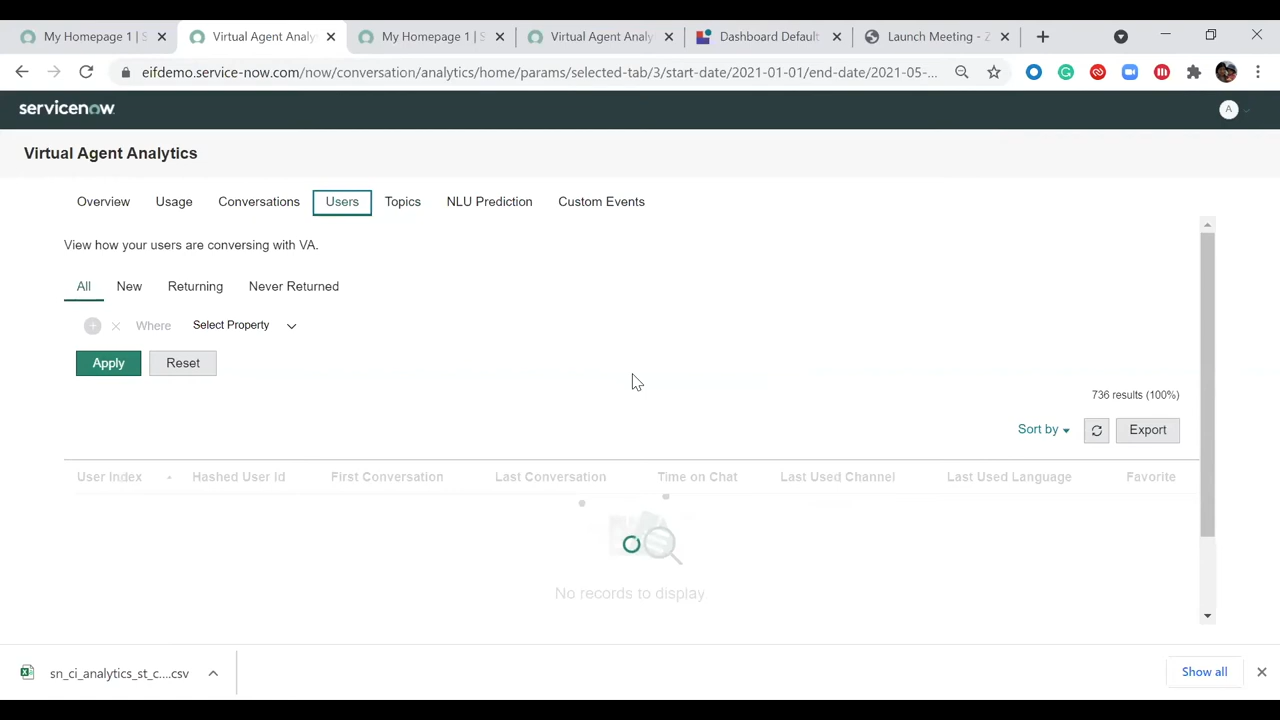 My Homepage 1 | S
Virtual Agent Analy
My Homepage 1 | S
Virtual Agent Analy
Dashboard Default
Launch Meeting - Z
eifdemo.service-now.com/now/conversation/analytics/home/params/selected-tab/3/start-date/2021-01-01/end-date/2021-05-...
servicenow
A
Virtual Agent Analytics
Overview Usage Conversations Users Topics NLU Prediction Custom Events
View how your users are conversing with VA.
All New Returning Never Returned
Where Select Property
Apply Reset
736 results (100%)
Sort by Export
User Index Hashed User Id First Conversation Last Conversation Time on Chat Last Used Channel Last Used Language Favorite
No records to display
sn_ci_analytics_st_c....csv
Show all